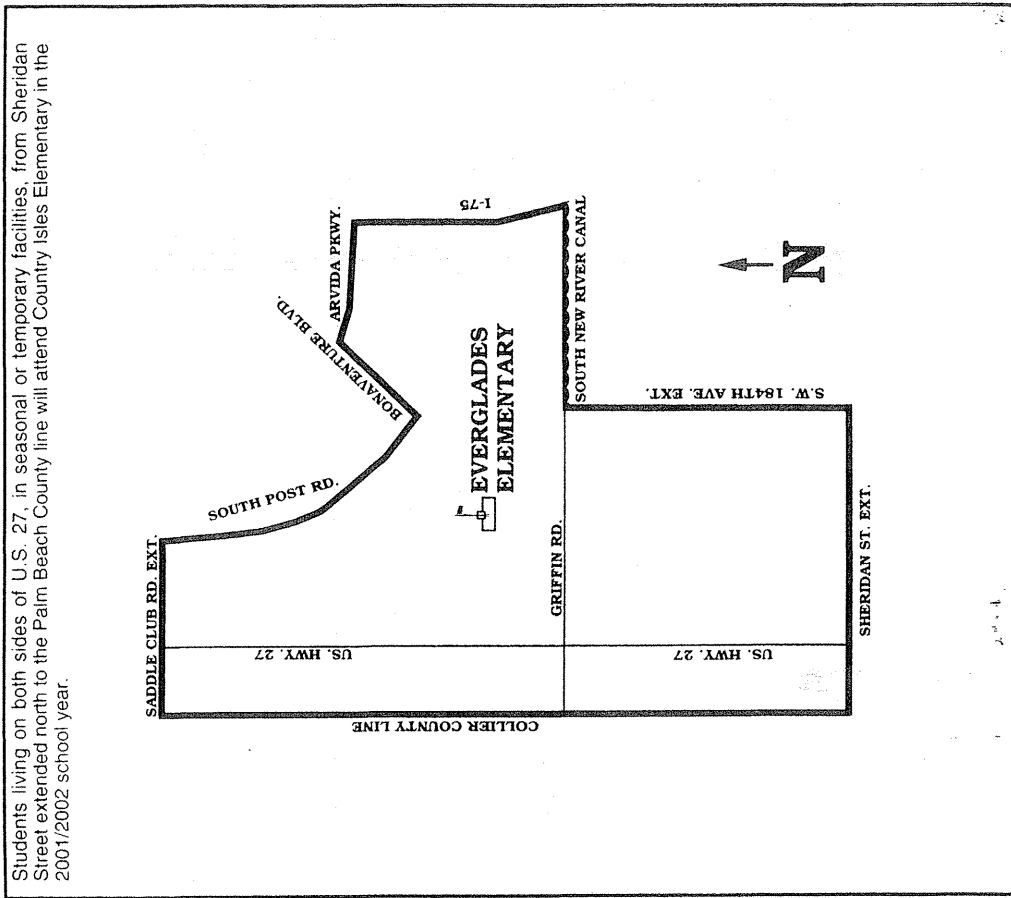 Students living on both sides of U.S. 27, in seasonal or temporary facilities, from Sheridan
Street extended north to the Palm Beach County line will attend Country Isles Elementary in the
2001/2002 school year.
SADDLE CLUB RD. EXT.
SOUTH POST RD.
BONAVENTURE BLVD.
ARVIDA PKWY.
I-75
US. HWY. 27
COLLIER COUNTY LINE
EVERGLADES
ELEMENTARY
GRIFFIN RD.
SOUTH NEW RIVER CANAL
US. HWY. 27
S.W. 184TH AVE. EXT.
SHERIDAN ST. EXT.
N